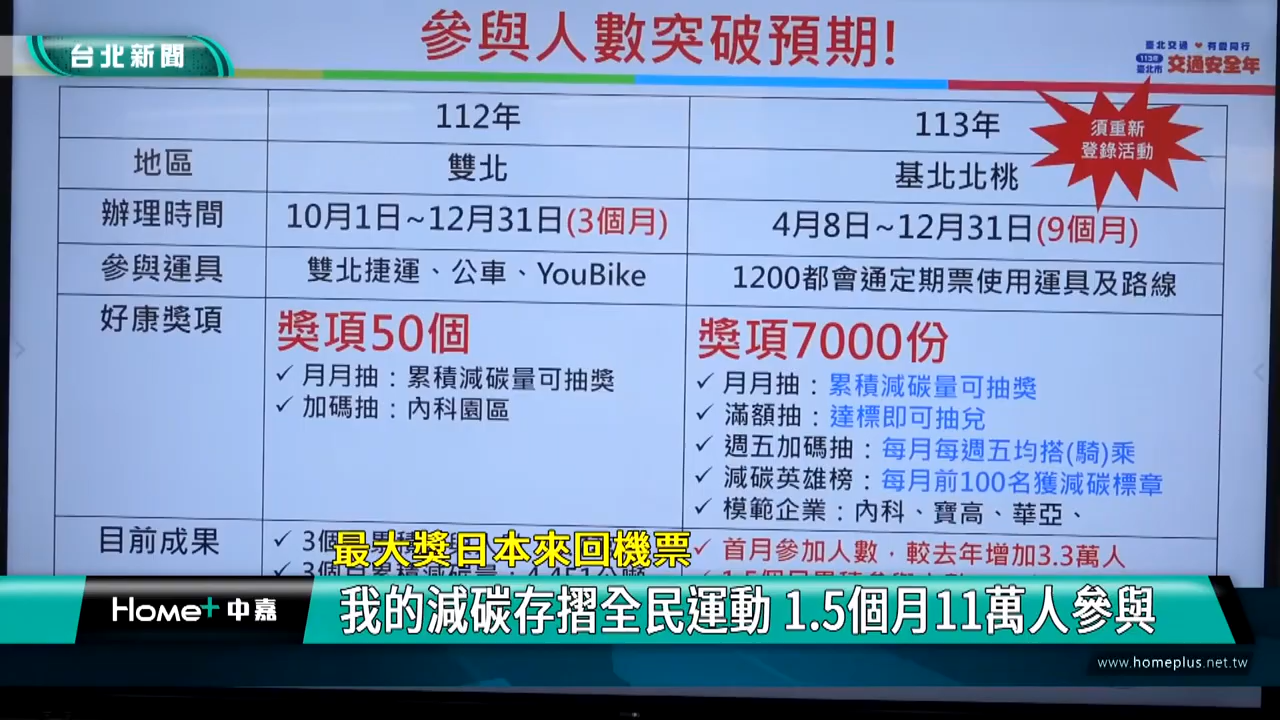 台北新聞
參與人數突破預期!
臺北交通 有愛同行
113年
臺北市
交通安全年
112年
113年
須重新
登錄活動
地區
雙北
基北北桃
辦理時間
10月1日~12月31日(3個月)
4月8日~12月31日(9個月)
參與運具
雙北捷運、公車、YouBike
1200都會通定期票使用運具及路線
好康獎項
獎項50個
✓ 月月抽：累積減碳量可抽獎
✓ 加碼抽：內科園區
獎項7000份
✓ 月月抽：累積減碳量可抽獎
✓ 滿額抽：達標即可抽兌
✓ 週五加碼抽：每月每週五均搭(騎)乘
✓ 減碳英雄榜：每月前100名獲減碳標章
✓ 模範企業：內科、寶高、華亞、
目前成果
✓ 3個
✓ 首月參加人數，較去年增加3.3萬人
最大獎日本來回機票
Home+ 中嘉
我的減碳存摺全民運動 1.5個月11萬人參與
www.homeplus.net.tw